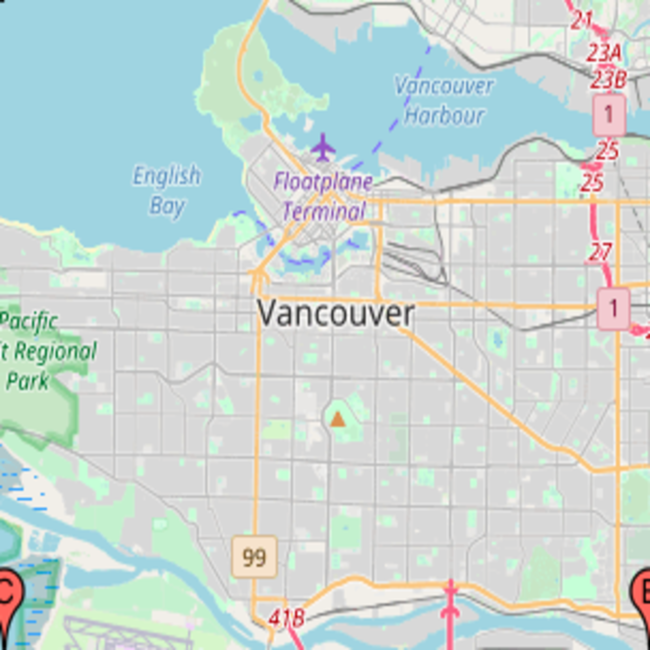 21
23A
23B
Vancouver
Harbour
1
25
English
Bay
Floatplane
Terminal
25
27
1
Vancouver
Pacific
t Regional
Park
99
C
41B